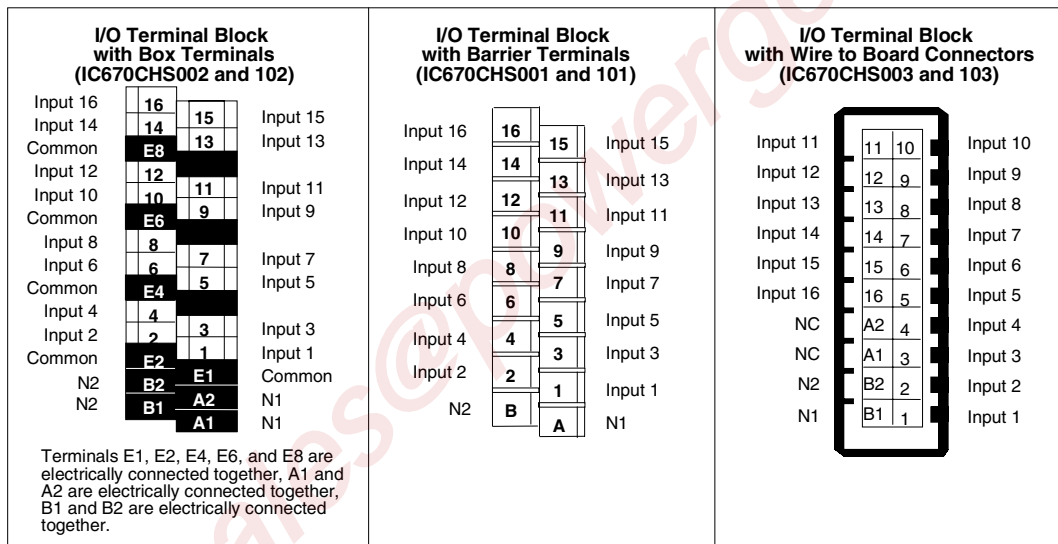 I/O Terminal Block
with Box Terminals
(IC670CHS002 and 102)
Input 16 16
15 Input 15
Input 14 14
13 Input 13
Common E8
Input 12 12
11 Input 11
Input 10 10
9 Input 9
Common E6
Input 8 8
7 Input 7
Input 6 6
5 Input 5
Common E4
Input 4 4
3 Input 3
Input 2 2
1 Input 1
Common E2
E1 Common
N2 B2
A2 N1
N2 B1
A1 N1
Terminals E1, E2, E4, E6, and E8 are
electrically connected together, A1 and
A2 are electrically connected together,
B1 and B2 are electrically connected
together.
I/O Terminal Block
with Barrier Terminals
(IC670CHS001 and 101)
Input 16 16
15 Input 15
Input 14 14
13 Input 13
Input 12 12
11 Input 11
Input 10 10
9 Input 9
Input 8 8
7 Input 7
Input 6 6
5 Input 5
Input 4 4
3 Input 3
Input 2 2
1 Input 1
N2 B
A N1
I/O Terminal Block
with Wire to Board Connectors
(IC670CHS003 and 103)
Input 11 11 10 Input 10
Input 12 12 9 Input 9
Input 13 13 8 Input 8
Input 14 14 7 Input 7
Input 15 15 6 Input 6
Input 16 16 5 Input 5
NC A2 4 Input 4
NC A1 3 Input 3
N2 B2 2 Input 2
N1 B1 1 Input 1